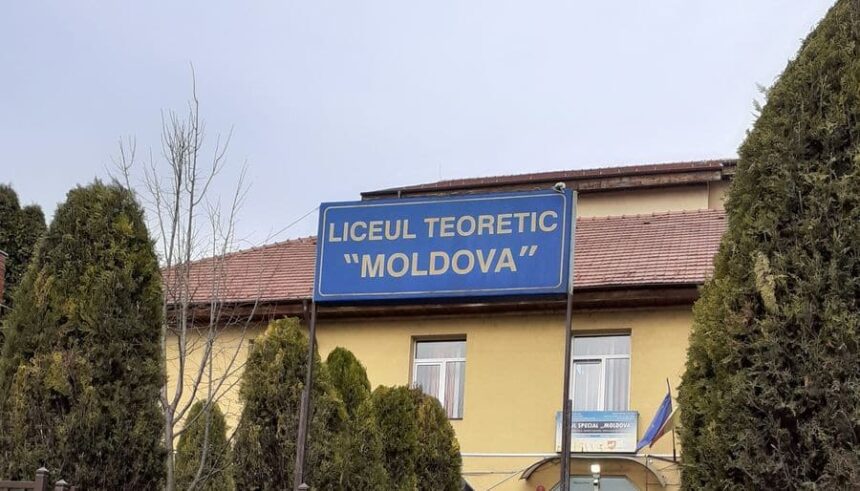 LICEUL TEORETIC
"MOLDOVA"
SPECIAL „MOLDOVA